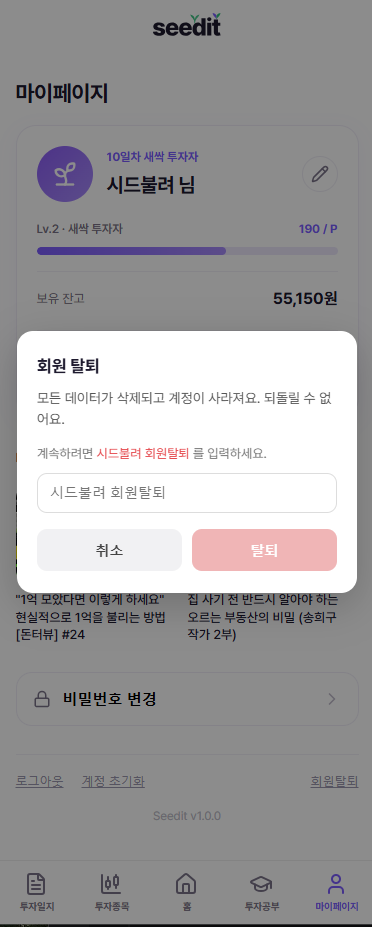 seedit
마이페이지
10일차 새싹 투자자
시드불려 님
Lv.2 · 새싹 투자자
190 / P
보유 잔고
55,150원
회원 탈퇴
모든 데이터가 삭제되고 계정이 사라져요. 되돌릴 수 없
어요.
계속하려면 시드불려 회원탈퇴 를 입력하세요.
시드불려 회원탈퇴
취소
탈퇴
"1억 모았다면 이렇게 하세요"
현실적으로 1억을 불리는 방법
[돈터뷰] #24
집 사기 전 반드시 알아야 하는
오르는 부동산의 비밀 (송희구
작가 2부)
비밀번호 변경
로그아웃
계정 초기화
회원탈퇴
Seedit v1.0.0
투자일지
투자종목
홈
투자공부
마이페이지